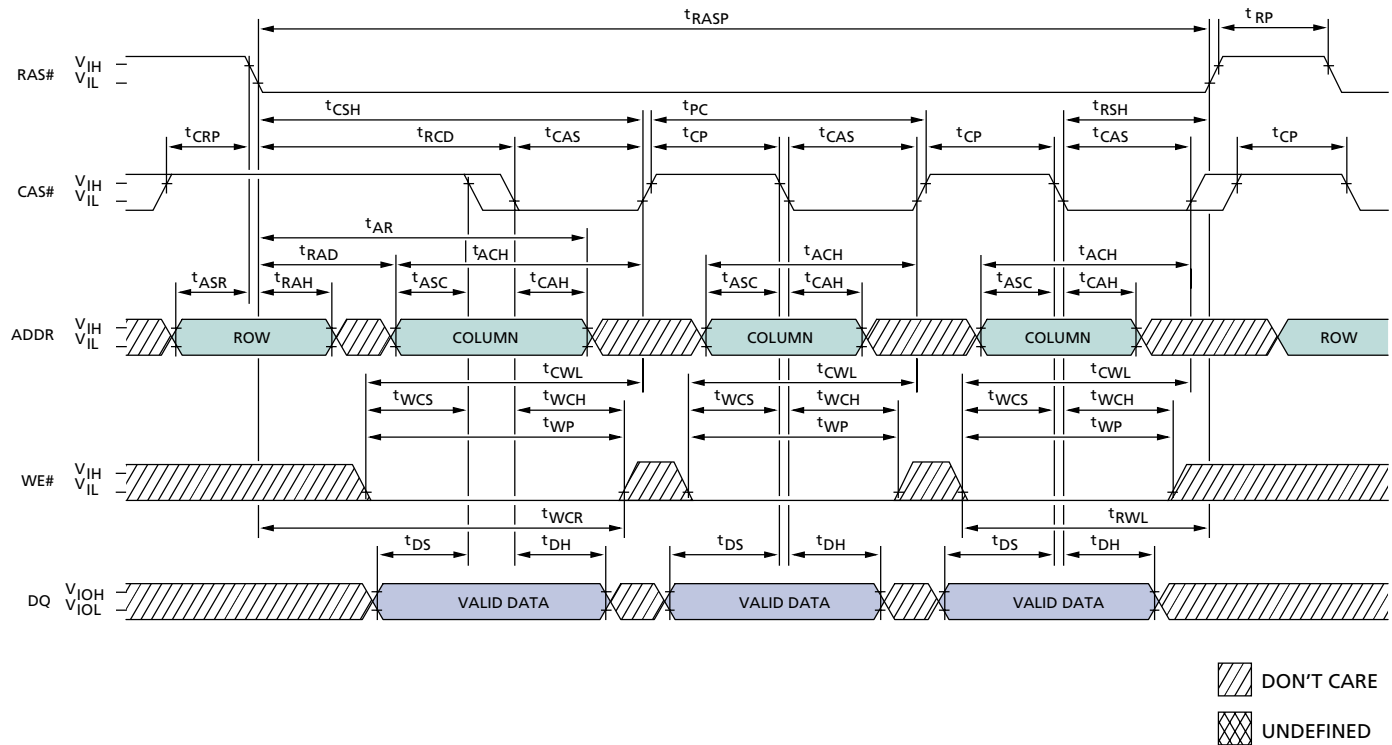 tRASP tRP
RAS# VIH
VIL
tCSH tPC tRSH
tCRP tRCD tCAS tCP tCAS tCP tCAS tCP
CAS# VIH
VIL
tAR
tRAD tACH tACH tACH
tASR tRAH tASC tCAH tASC tCAH tASC tCAH
ADDR VIH
VIL
ROW COLUMN COLUMN COLUMN ROW
tCWL tCWL tCWL
tWCS tWCH tWCS tWCH tWCS tWCH
tWP tWP tWP
WE# VIH
VIL
tWCR tRWL
tDS tDH tDS tDH tDS tDH
DQ VIOH
VIOL
VALID DATA VALID DATA VALID DATA
DON'T CARE
UNDEFINED